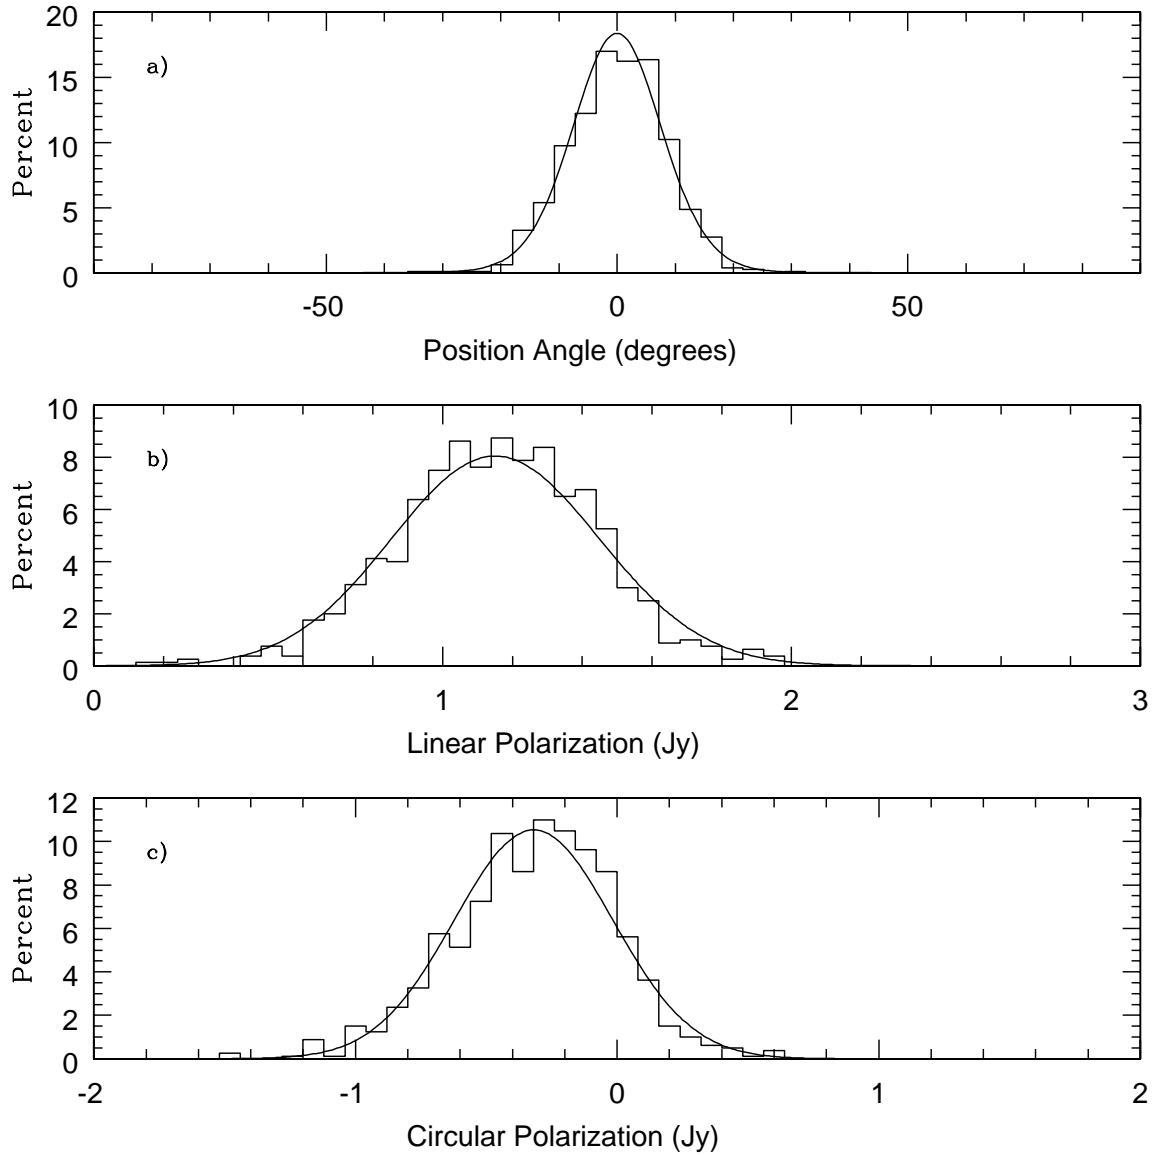 20
15
10
5
0
Percent
a)
-50 0 50
Position Angle (degrees)
10
8
6
4
2
0
Percent
b)
0 1 2 3
Linear Polarization (Jy)
12
10
8
6
4
2
0
Percent
c)
-2 -1 0 1 2
Circular Polarization (Jy)